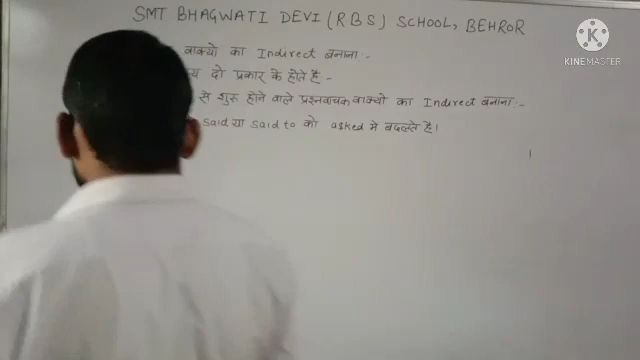 SMT BHAGWATI DEVI (RBS) SCHOOL, BEHROR
वाक्यो का Indirect बनाना:-
दो प्रकार के होते है -
से शुरू होने वाले प्रश्नवाचक वाक्यो का Indirect बनाना:-
said या said to को asked मे बदलते है।
KINEMASTER